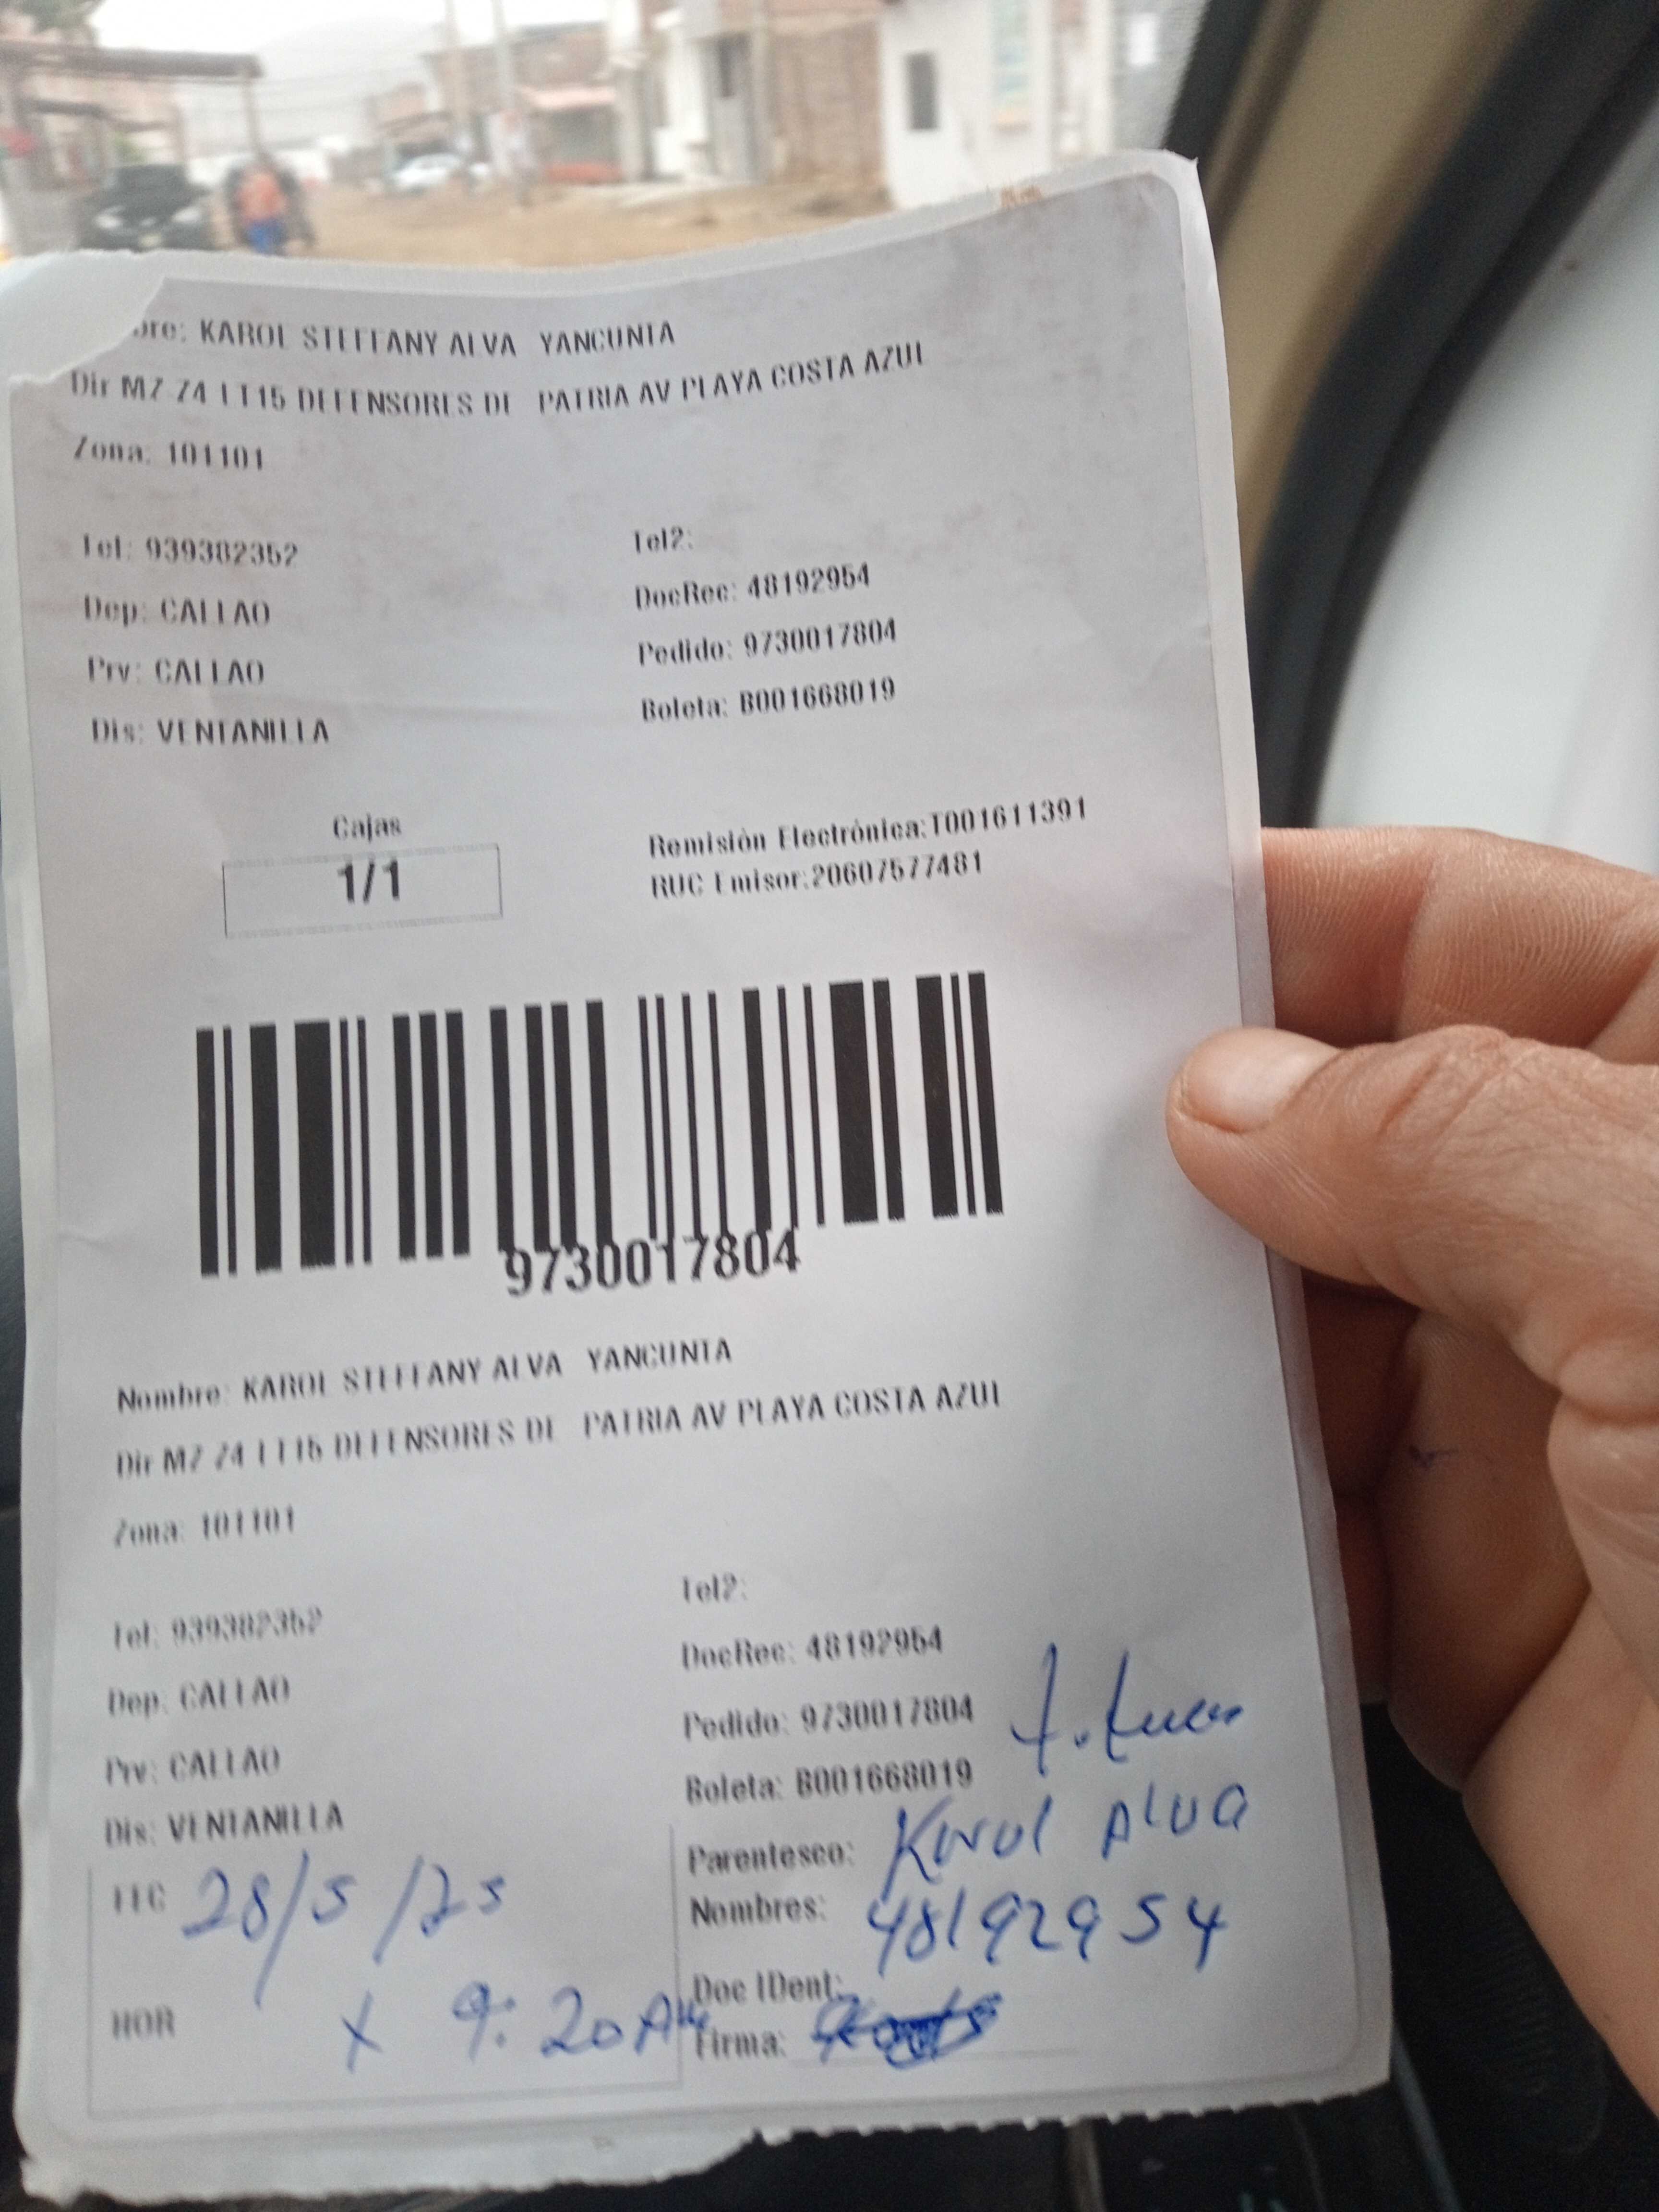 bre: KAROL STEFFANY ALVA YANCUNTA
Dir MZ Z4 LT15 DEFENSORES DE PATRIA AV PLAYA COSTA AZUL
Zona: 101101
Tel: 939382352
Tel2:
Dep: CALLAO
DocRec: 48192954
Prv: CALLAO
Pedido: 9730017804
Dis: VENTANILLA
Boleta: B001668019
Cajas
1/1
Remisión Electrónica:T001611391
RUC Emisor:20607577481
9730017804
Nombre: KAROL STEFFANY ALVA YANCUNTA
Dir MZ Z4 LT15 DEFENSORES DE PATRIA AV PLAYA COSTA AZUL
Zona: 101101
Tel: 939382352
Tel2:
Dep: CALLAO
DocRec: 48192954
Prv: CALLAO
Pedido: 9730017804
Dis: VENTANILLA
Boleta: B001668019
Parentesco: Karol Alva
FEC 28/5/25
Nombres: 48192954
HOR x 9:20 AM
Doc IDent:
Firma: